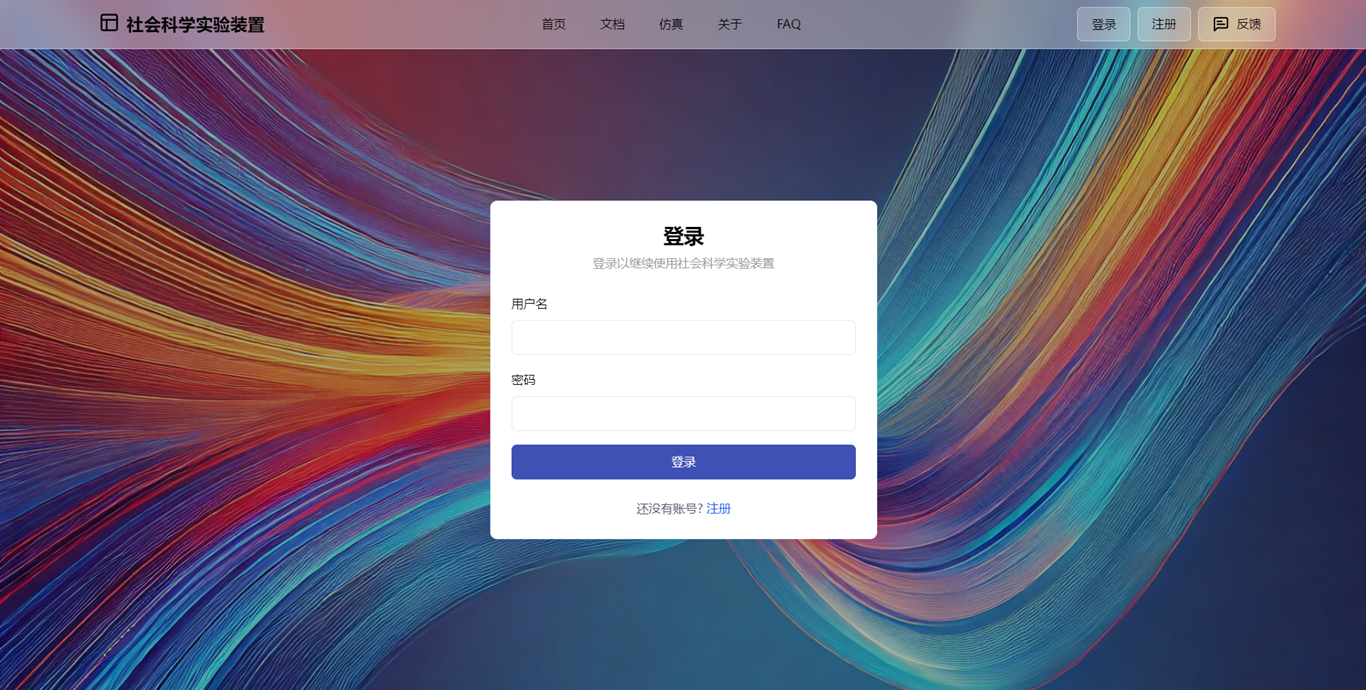 社会科学实验装置
首页 文档 仿真 关于 FAQ
登录 注册 反馈
登录
登录以继续使用社会科学实验装置
用户名
密码
登录
还没有账号? 注册